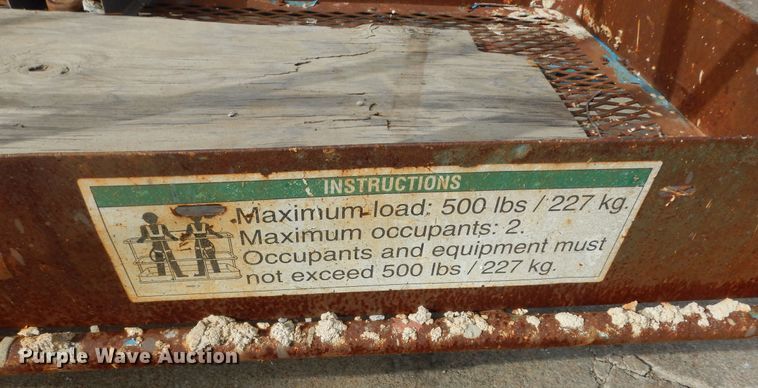 INSTRUCTIONS
Maximum load: 500 lbs / 227 kg.
Maximum occupants: 2.
Occupants and equipment must
not exceed 500 lbs / 227 kg.
Purple Wave Auction